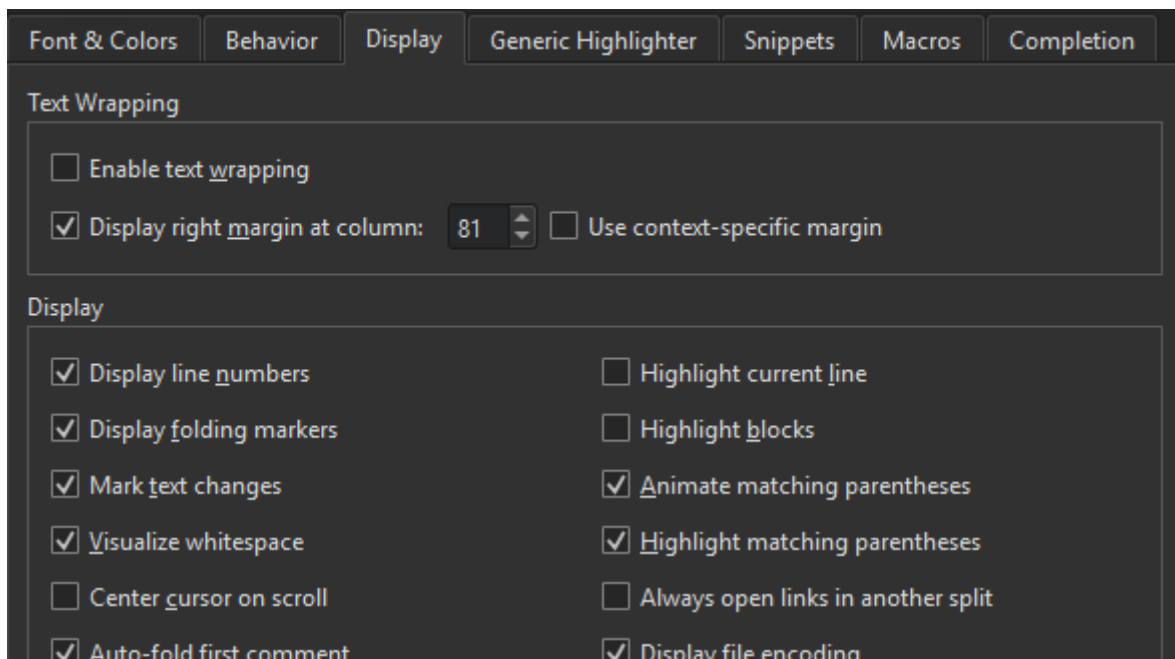 Font & Colors Behavior Display Generic Highlighter Snippets Macros Completion
Text Wrapping
Enable text wrapping
Display right margin at column: 81 Use context-specific margin
Display
Display line numbers Highlight current line
Display folding markers Highlight blocks
Mark text changes Animate matching parentheses
Visualize whitespace Highlight matching parentheses
Center cursor on scroll Always open links in another split
Auto-fold first comment Display file encoding